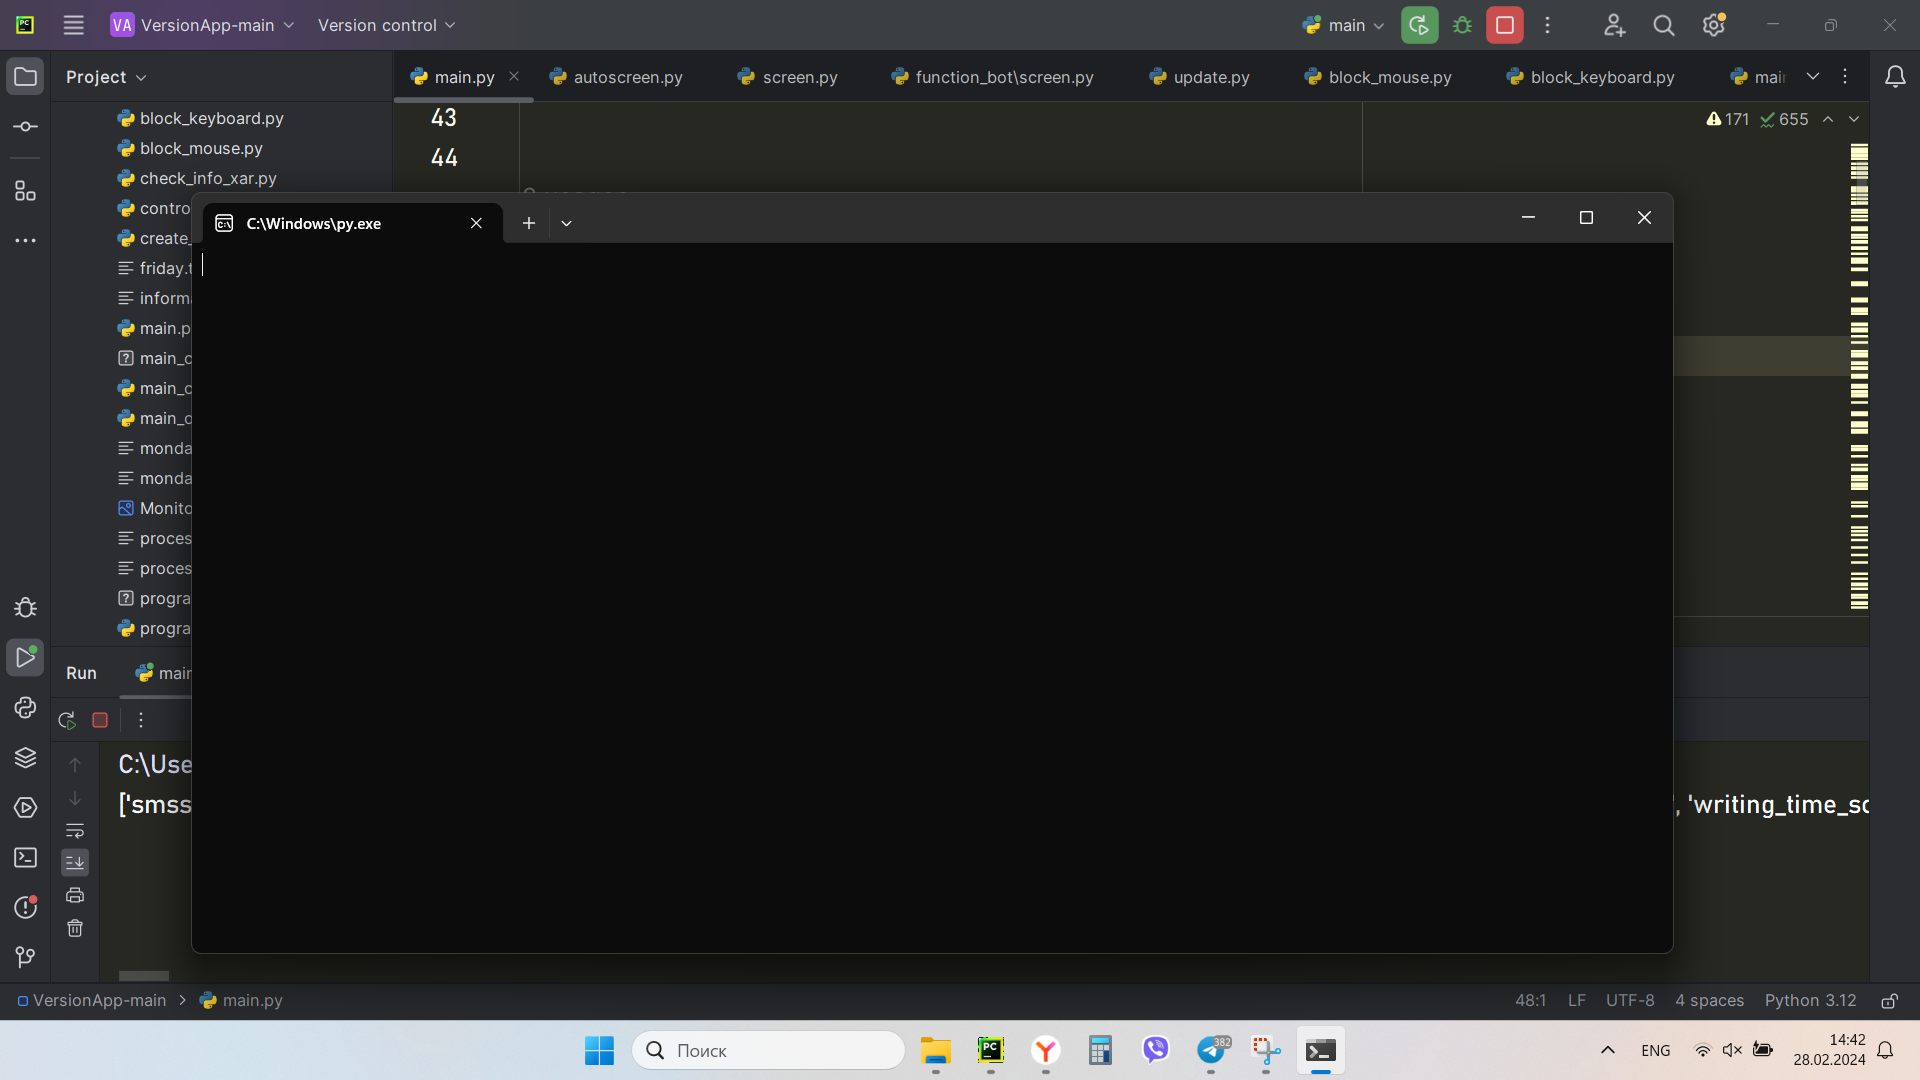 VA VersionApp-main Version control main
Project
main.py autoscreen.py screen.py function_bot\screen.py update.py block_mouse.py block_keyboard.py
block_keyboard.py
block_mouse.py
check_info_xar.py
contro
create_
friday.t
inform
main.p
main_c
main_c
main_c
monda
monda
Monito
proces
proces
progra
progra
43
44
171 655
C:\Windows\py.exe
Run main
C:\Use
['smss
', 'writing_time_sc
VersionApp-main > main.py 48:1 LF UTF-8 4 spaces Python 3.12
Поиск
382
ENG
14:42
28.02.2024